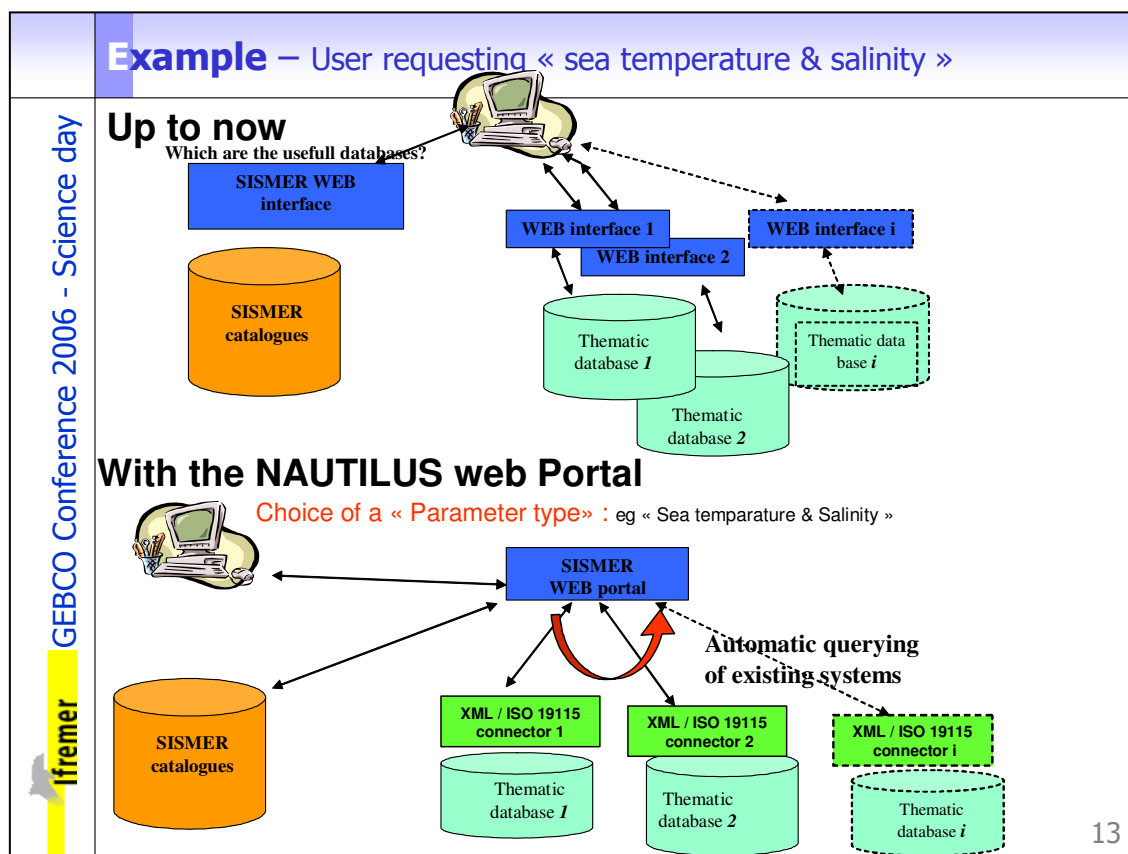 Example – User requesting « sea temperature & salinity »
GEBCO Conference 2006 - Science day
Ifremer
Up to now
Which are the usefull databases?
SISMER WEB
interface
SISMER
catalogues
WEB interface 1
WEB interface 2
WEB interface i
Thematic
database 1
Thematic
database 2
Thematic data
base i
With the NAUTILUS web Portal
Choice of a « Parameter type» : eg « Sea temparature & Salinity »
SISMER
WEB portal
Automatic querying
of existing systems
SISMER
catalogues
XML / ISO 19115
connector 1
XML / ISO 19115
connector 2
XML / ISO 19115
connector i
Thematic
database 1
Thematic
database 2
Thematic
database i
13